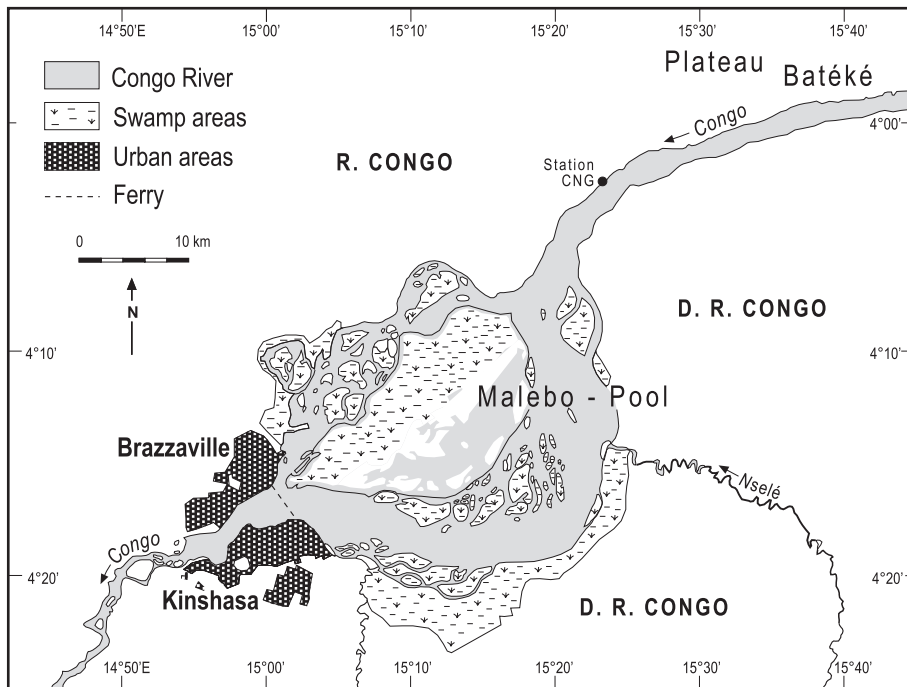 14°50'E 15°00' 15°10' 15°20' 15°30' 15°40'
Congo River
Swamp areas
Urban areas
Ferry
0 10 km
N
Plateau Batéké
Congo
4°00' 4°00'
R. CONGO
Station
CNG
D. R. CONGO
4°10' 4°10'
Malebo - Pool
Brazzaville
Nselé
Congo
4°20' 4°20'
Kinshasa
D. R. CONGO
14°50'E 15°00' 15°10' 15°20' 15°30' 15°40'